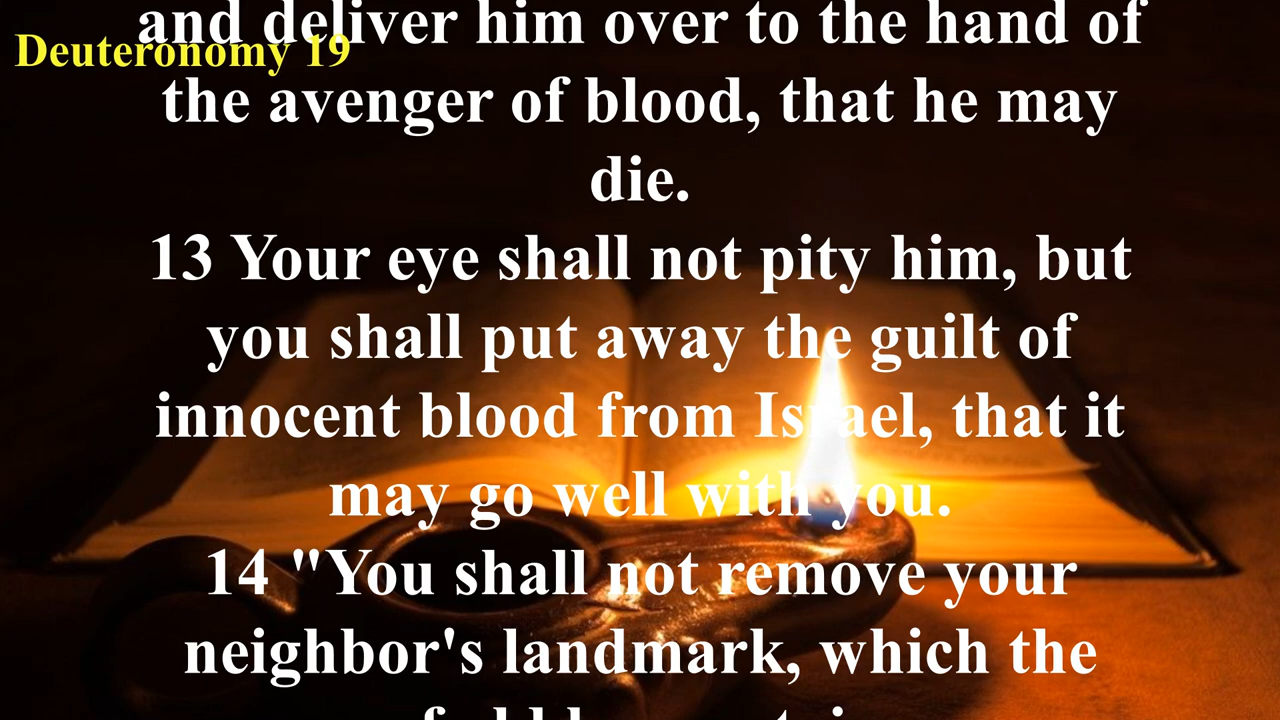 and deliver him over to the hand of
Deuteronomy 19
the avenger of blood, that he may
die.
13 Your eye shall not pity him, but
you shall put away the guilt of
innocent blood from Israel, that it
may go well with you.
14 "You shall not remove your
neighbor's landmark, which the